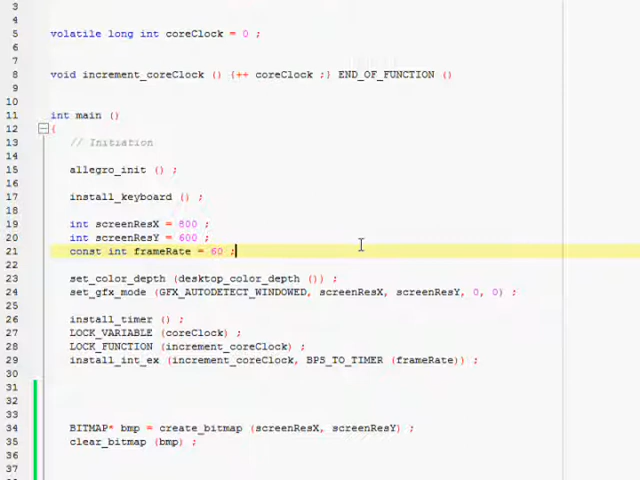 3
4
5 volatile long int coreClock = 0 ;
6
7
8 void increment_coreClock () {++ coreClock ;} END_OF_FUNCTION ()
9
10
11 int main ()
12 {
13 // Initiation
14
15 allegro_init () ;
16
17 install_keyboard () ;
18
19 int screenResX = 800 ;
20 int screenResY = 600 ;
21 const int frameRate = 60 ;
22
23 set_color_depth (desktop_color_depth ()) ;
24 set_gfx_mode (GFX_AUTODETECT_WINDOWED, screenResX, screenResY, 0, 0) ;
25
26 install_timer () ;
27 LOCK_VARIABLE (coreClock) ;
28 LOCK_FUNCTION (increment_coreClock) ;
29 install_int_ex (increment_coreClock, BPS_TO_TIMER (frameRate)) ;
30
31
32
33
34 BITMAP* bmp = create_bitmap (screenResX, screenResY) ;
35 clear_bitmap (bmp) ;
36
37